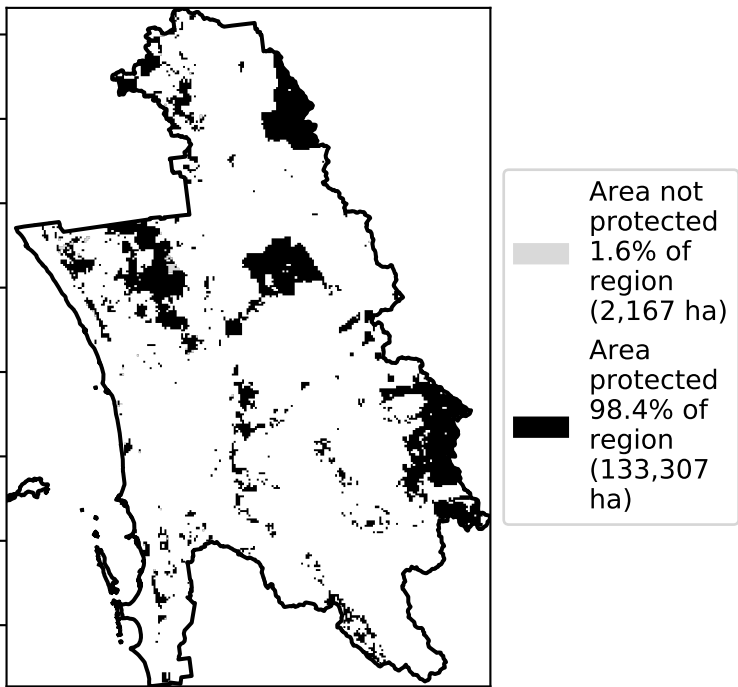 Area not
protected
1.6% of
region
(2,167 ha)
Area
protected
98.4% of
region
(133,307
ha)